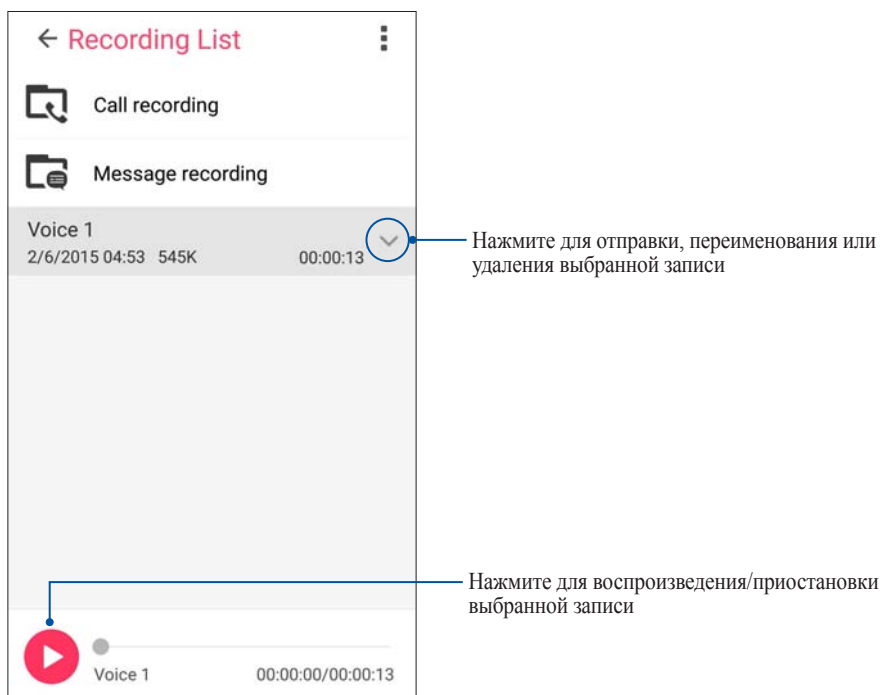 Recording List
Call recording
Message recording
Voice 1
2/6/2015 04:53 545K 00:00:13
Нажмите для отправки, переименования или
удаления выбранной записи
Нажмите для воспроизведения/приостановки
выбранной записи
Voice 1 00:00:00/00:00:13